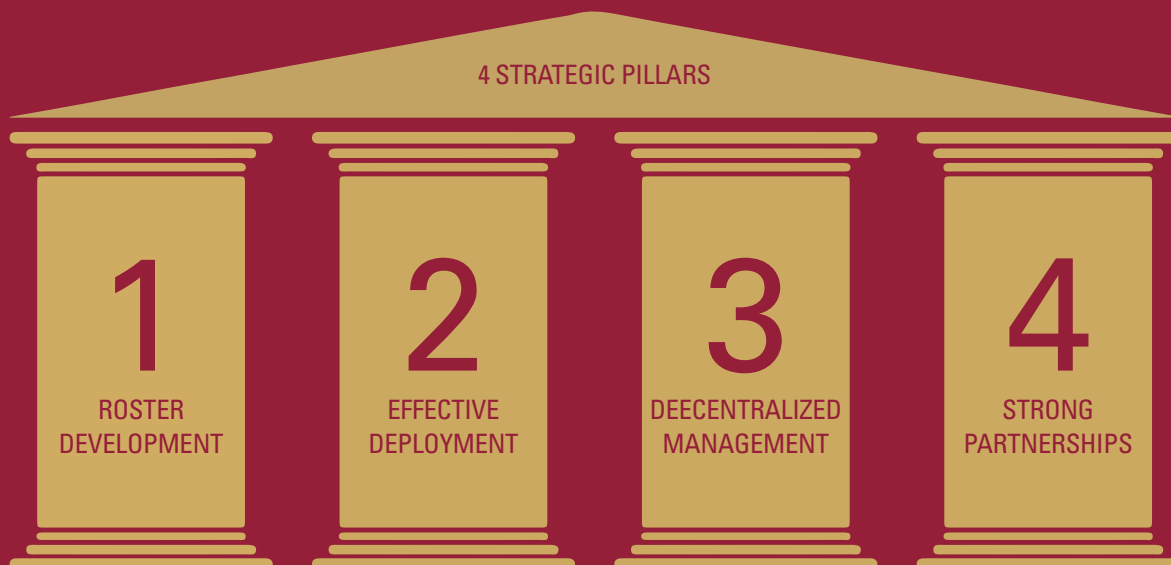 4 STRATEGIC PILLARS
1
ROSTER
DEVELOPMENT
2
EFFECTIVE
DEPLOYMENT
3
DEECENTRALIZED
MANAGEMENT
4
STRONG
PARTNERSHIPS